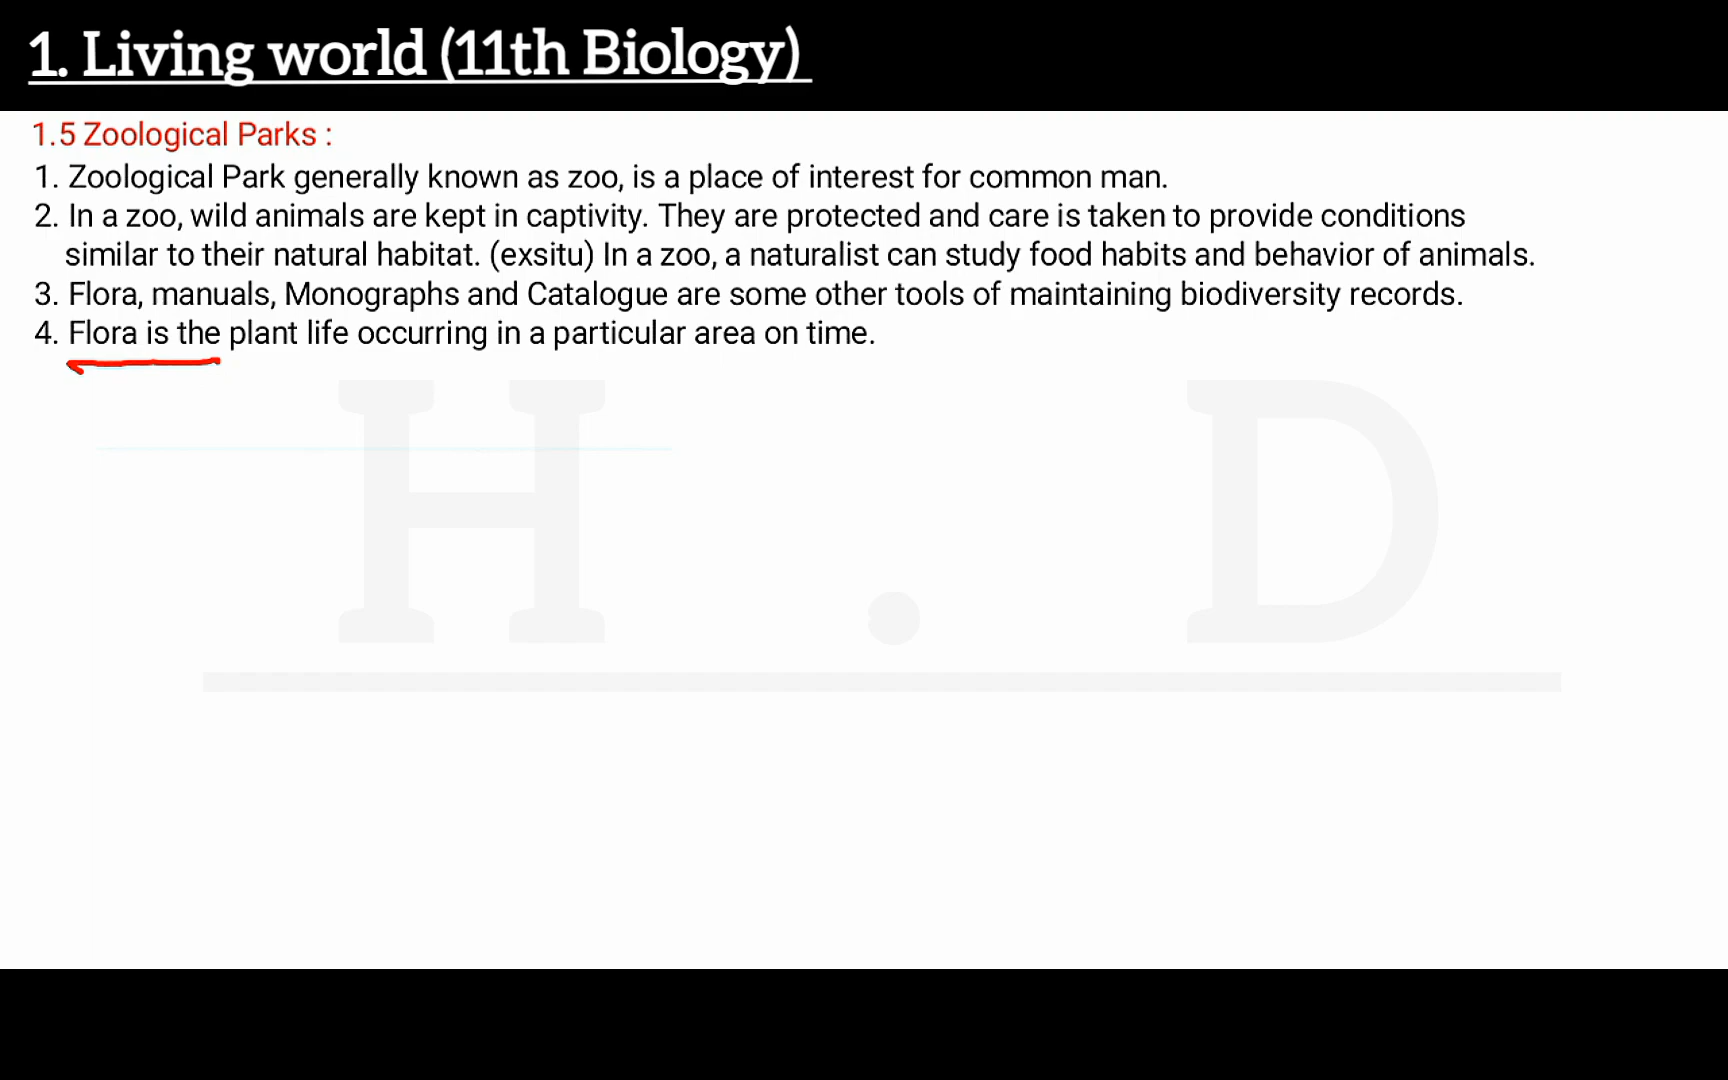 1. Living world (11th Biology)
1.5 Zoological Parks :
1. Zoological Park generally known as zoo, is a place of interest for common man.
2. In a zoo, wild animals are kept in captivity. They are protected and care is taken to provide conditions
similar to their natural habitat. (exsitu) In a zoo, a naturalist can study food habits and behavior of animals.
3. Flora, manuals, Monographs and Catalogue are some other tools of maintaining biodiversity records.
4. Flora is the plant life occurring in a particular area on time.
H . D